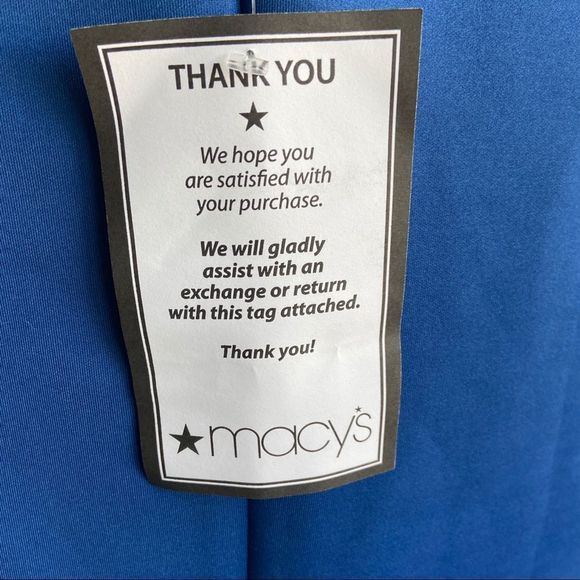 THANK YOU
We hope you
are satisfied with
your purchase.
We will gladly
assist with an
exchange or return
with this tag attached.
Thank you!
★macy's